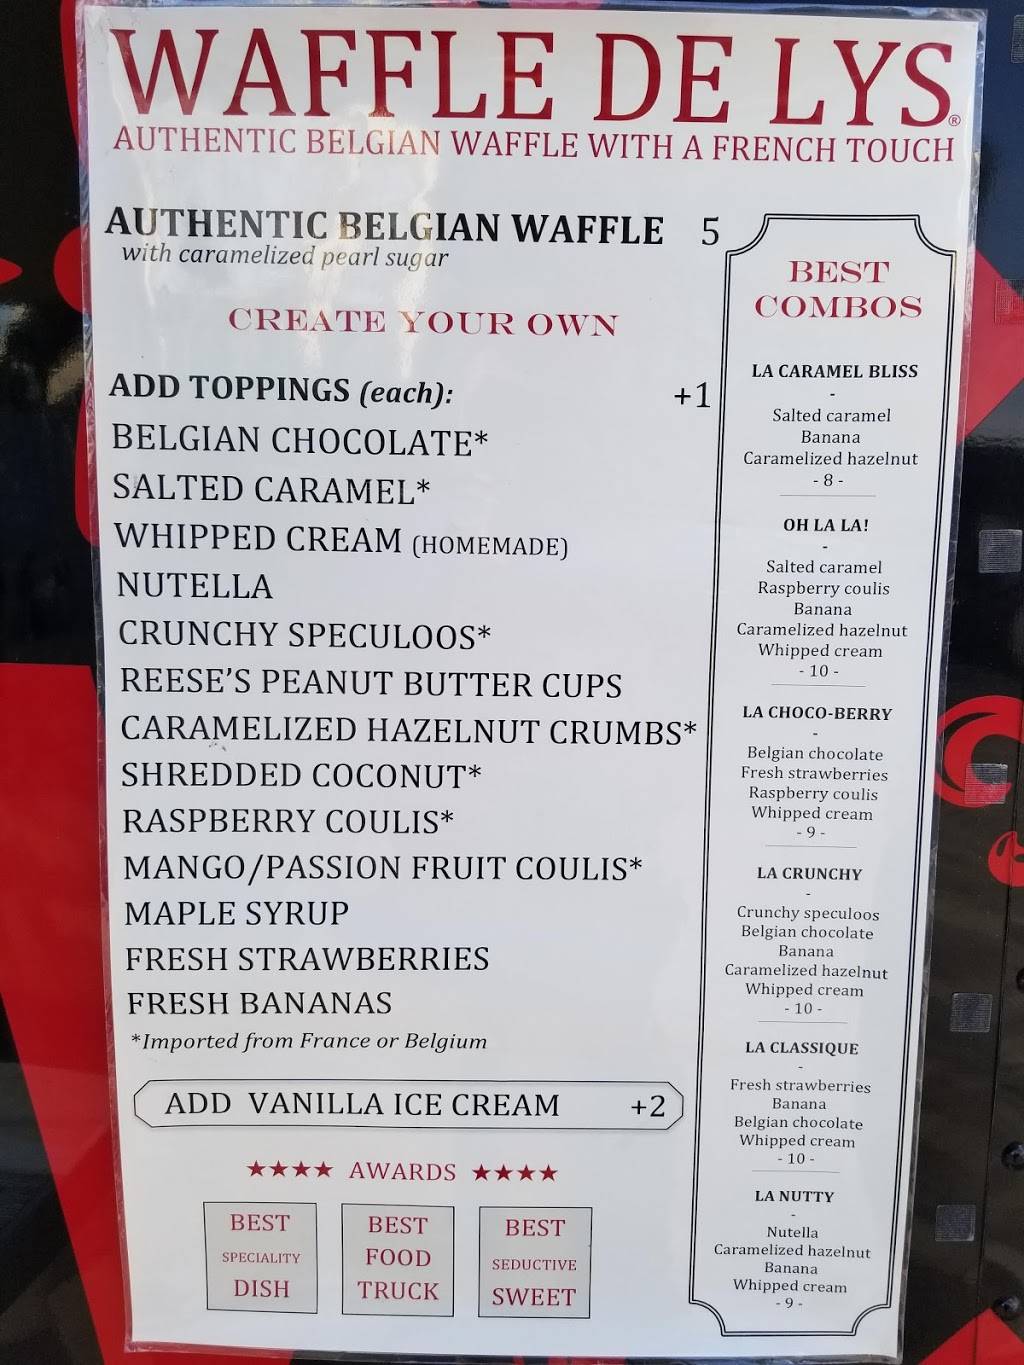 WAFFLE DE LYS®
AUTHENTIC BELGIAN WAFFLE WITH A FRENCH TOUCH
AUTHENTIC BELGIAN WAFFLE 5
with caramelized pearl sugar
CREATE YOUR OWN
ADD TOPPINGS (each): +1
BELGIAN CHOCOLATE*
SALTED CARAMEL*
WHIPPED CREAM (HOMEMADE)
NUTELLA
CRUNCHY SPECULOOS*
REESE'S PEANUT BUTTER CUPS
CARAMELIZED HAZELNUT CRUMBS*
SHREDDED COCONUT*
RASPBERRY COULIS*
MANGO/PASSION FRUIT COULIS*
MAPLE SYRUP
FRESH STRAWBERRIES
FRESH BANANAS
*Imported from France or Belgium
ADD VANILLA ICE CREAM +2
★★★★ AWARDS ★★★★
BEST
SPECIALITY
DISH
BEST
FOOD
TRUCK
BEST
SEDUCTIVE
SWEET
BEST
COMBOS
LA CARAMEL BLISS
-
Salted caramel
Banana
Caramelized hazelnut
- 8 -
OH LA LA!
-
Salted caramel
Raspberry coulis
Banana
Caramelized hazelnut
Whipped cream
- 10 -
LA CHOCO-BERRY
-
Belgian chocolate
Fresh strawberries
Raspberry coulis
Whipped cream
- 9 -
LA CRUNCHY
-
Crunchy speculoos
Belgian chocolate
Banana
Caramelized hazelnut
Whipped cream
- 10 -
LA CLASSIQUE
-
Fresh strawberries
Banana
Belgian chocolate
Whipped cream
- 10 -
LA NUTTY
-
Nutella
Caramelized hazelnut
Banana
Whipped cream
- 9 -